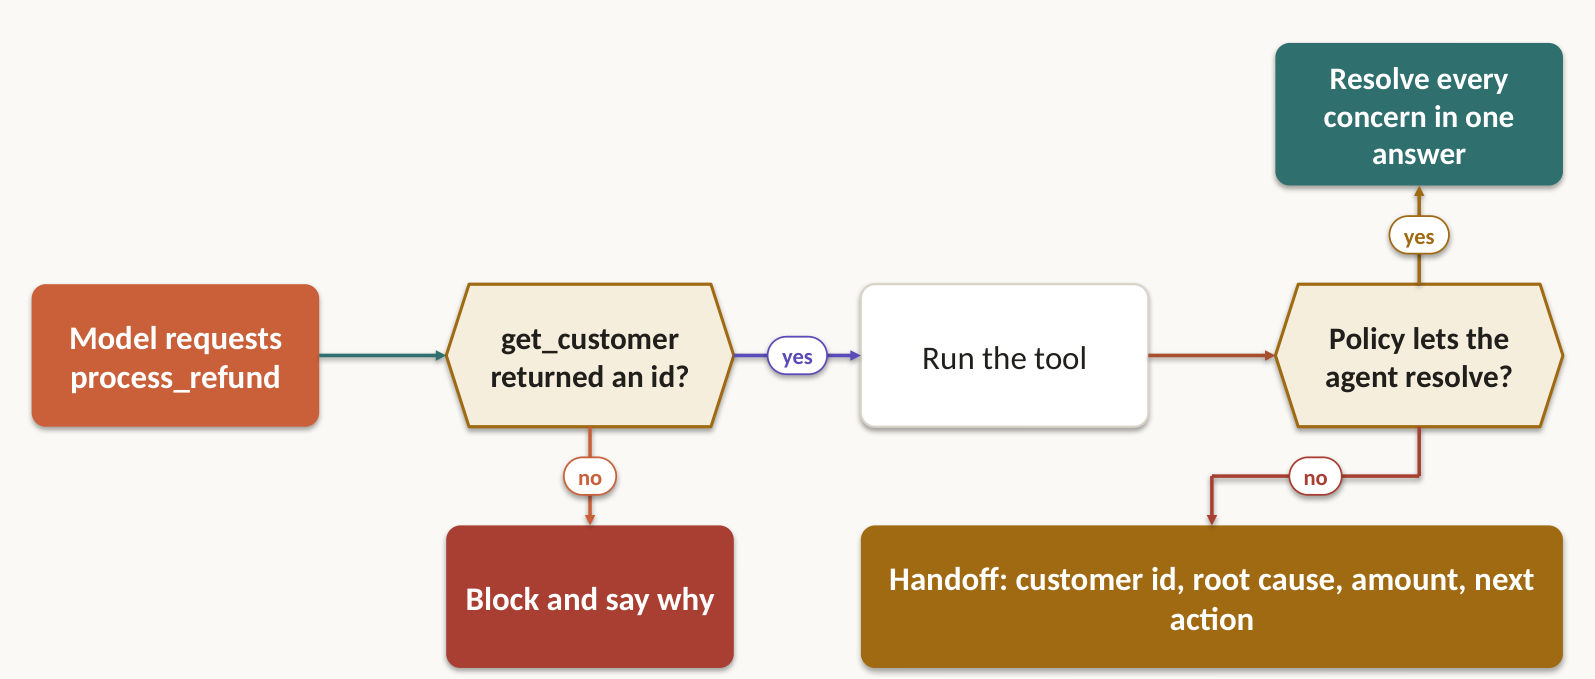 Resolve every
concern in one
answer
yes
Model requests
process_refund
get_customer
returned an id?
yes
Run the tool
Policy lets the
agent resolve?
no
no
Block and say why
Handoff: customer id, root cause, amount, next
action